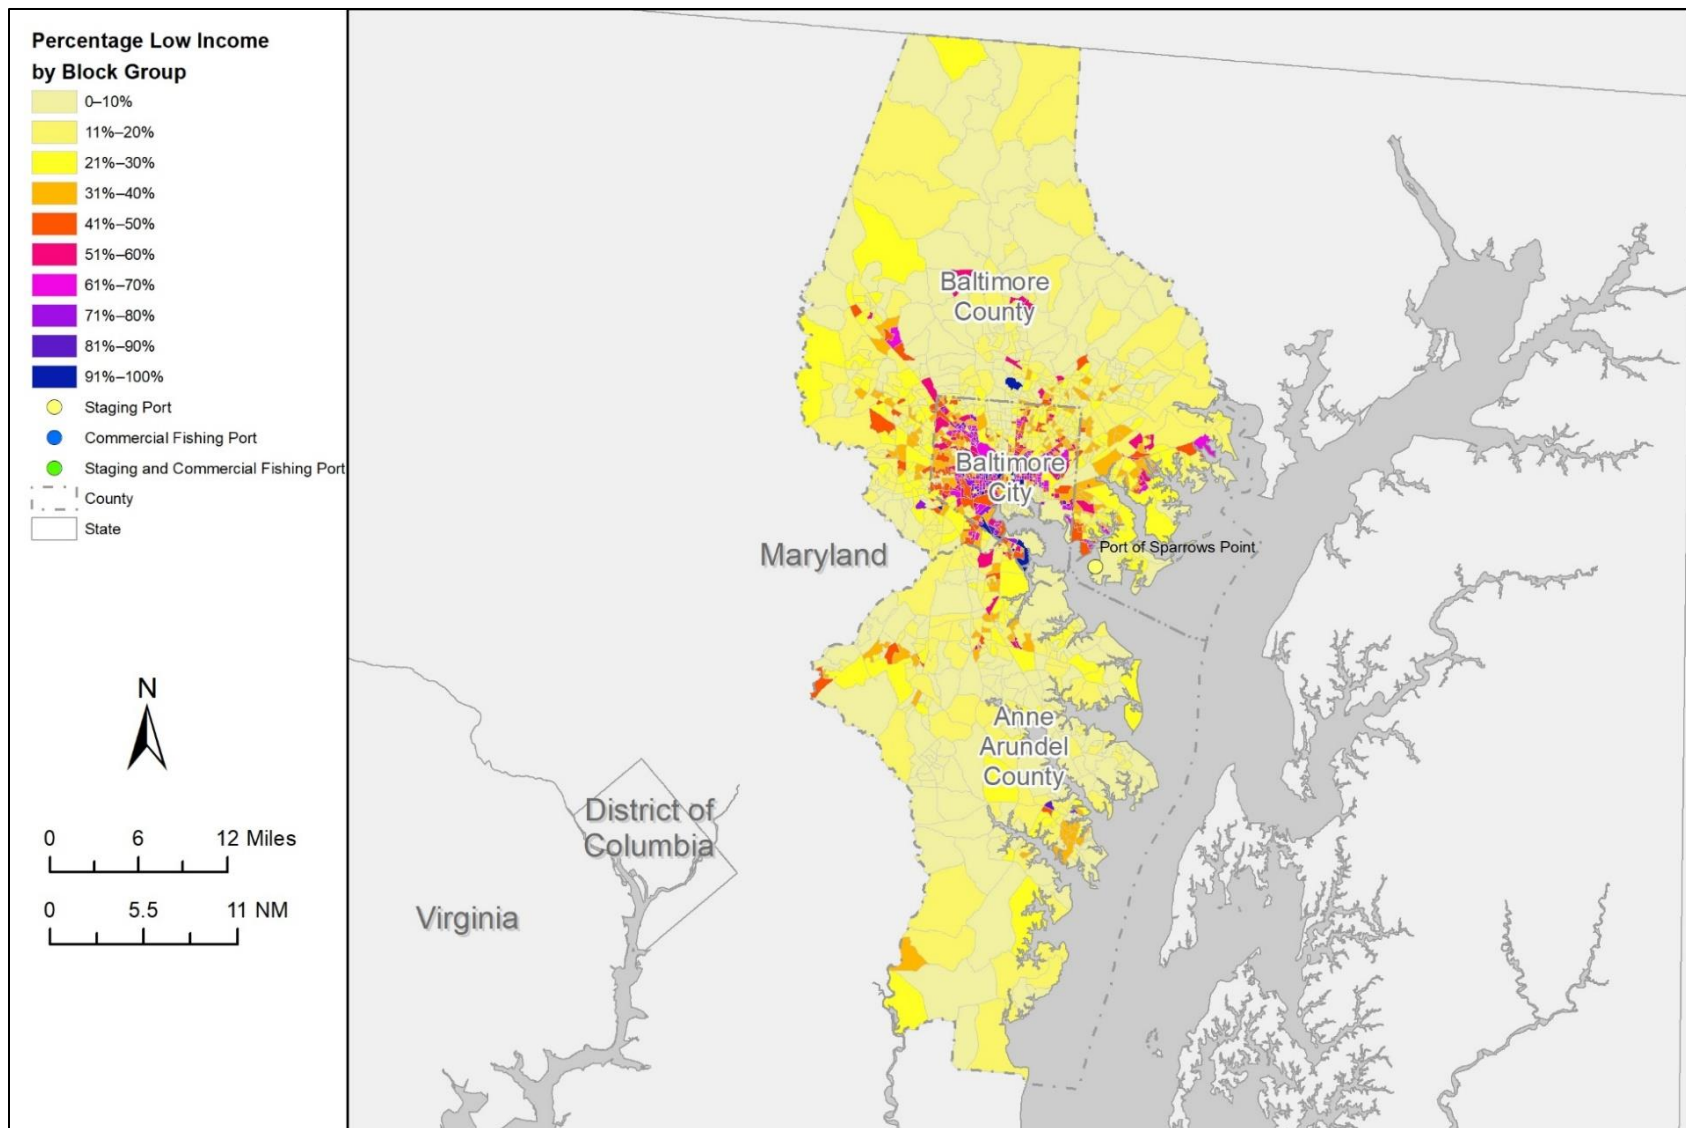 Percentage Low Income
by Block Group
0–10%
11%–20%
21%–30%
31%–40%
41%–50%
51%–60%
61%–70%
71%–80%
81%–90%
91%–100%
Staging Port
Commercial Fishing Port
Staging and Commercial Fishing Port
County
State
N
0 6 12 Miles
0 5.5 11 NM
Baltimore
County
Baltimore
City
Port of Sparrows Point
Maryland
Anne
Arundel
County
District of
Columbia
Virginia